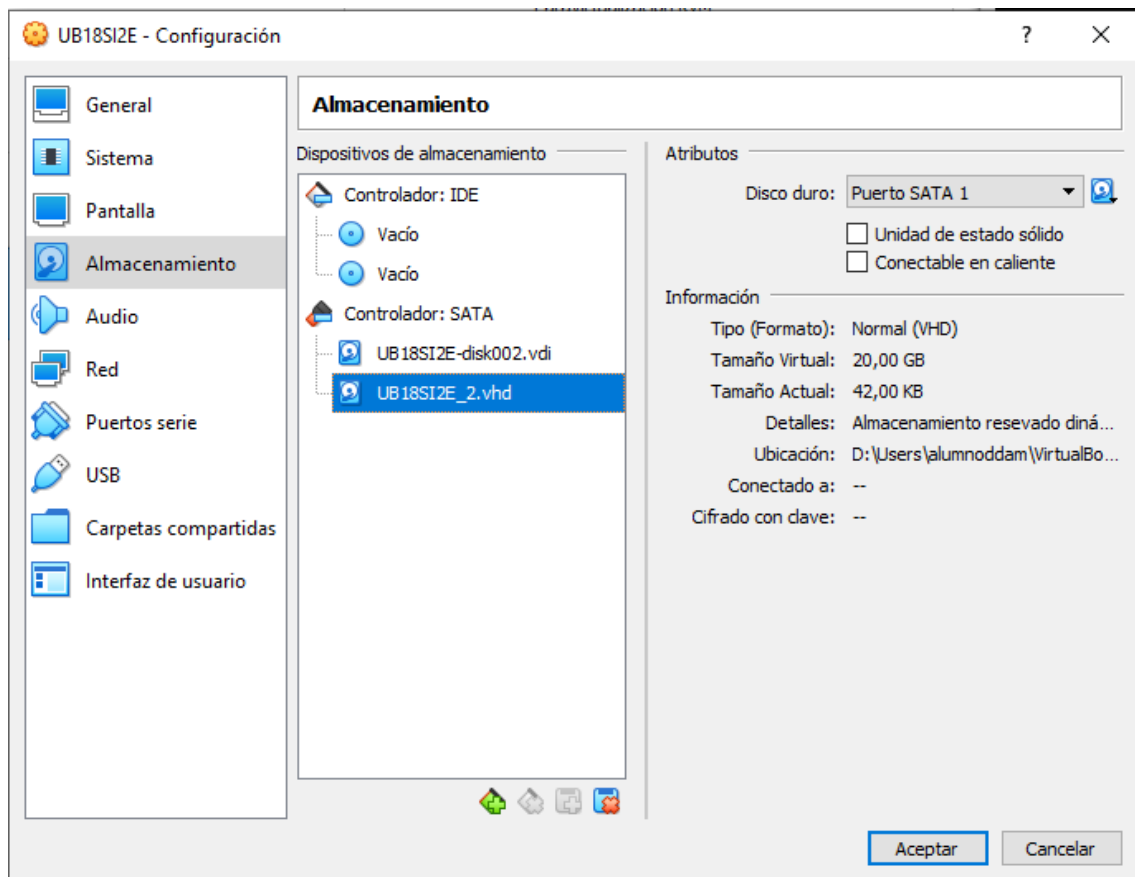 UB18SI2E - Configuración
?
General
Sistema
Pantalla
Almacenamiento
Audio
Red
Puertos serie
USB
Carpetas compartidas
Interfaz de usuario
Almacenamiento
Dispositivos de almacenamiento
Controlador: IDE
Vacío
Vacío
Controlador: SATA
UB18SI2E-disk002.vdi
UB18SI2E_2.vhd
Atributos
Disco duro: Puerto SATA 1
Unidad de estado sólido
Conectable en caliente
Información
Tipo (Formato): Normal (VHD)
Tamaño Virtual: 20,00 GB
Tamaño Actual: 42,00 KB
Detalles: Almacenamiento resevado diná...
Ubicación: D:\Users\alumnoddam\VirtualBo...
Conectado a: --
Cifrado con clave: --
Aceptar Cancelar